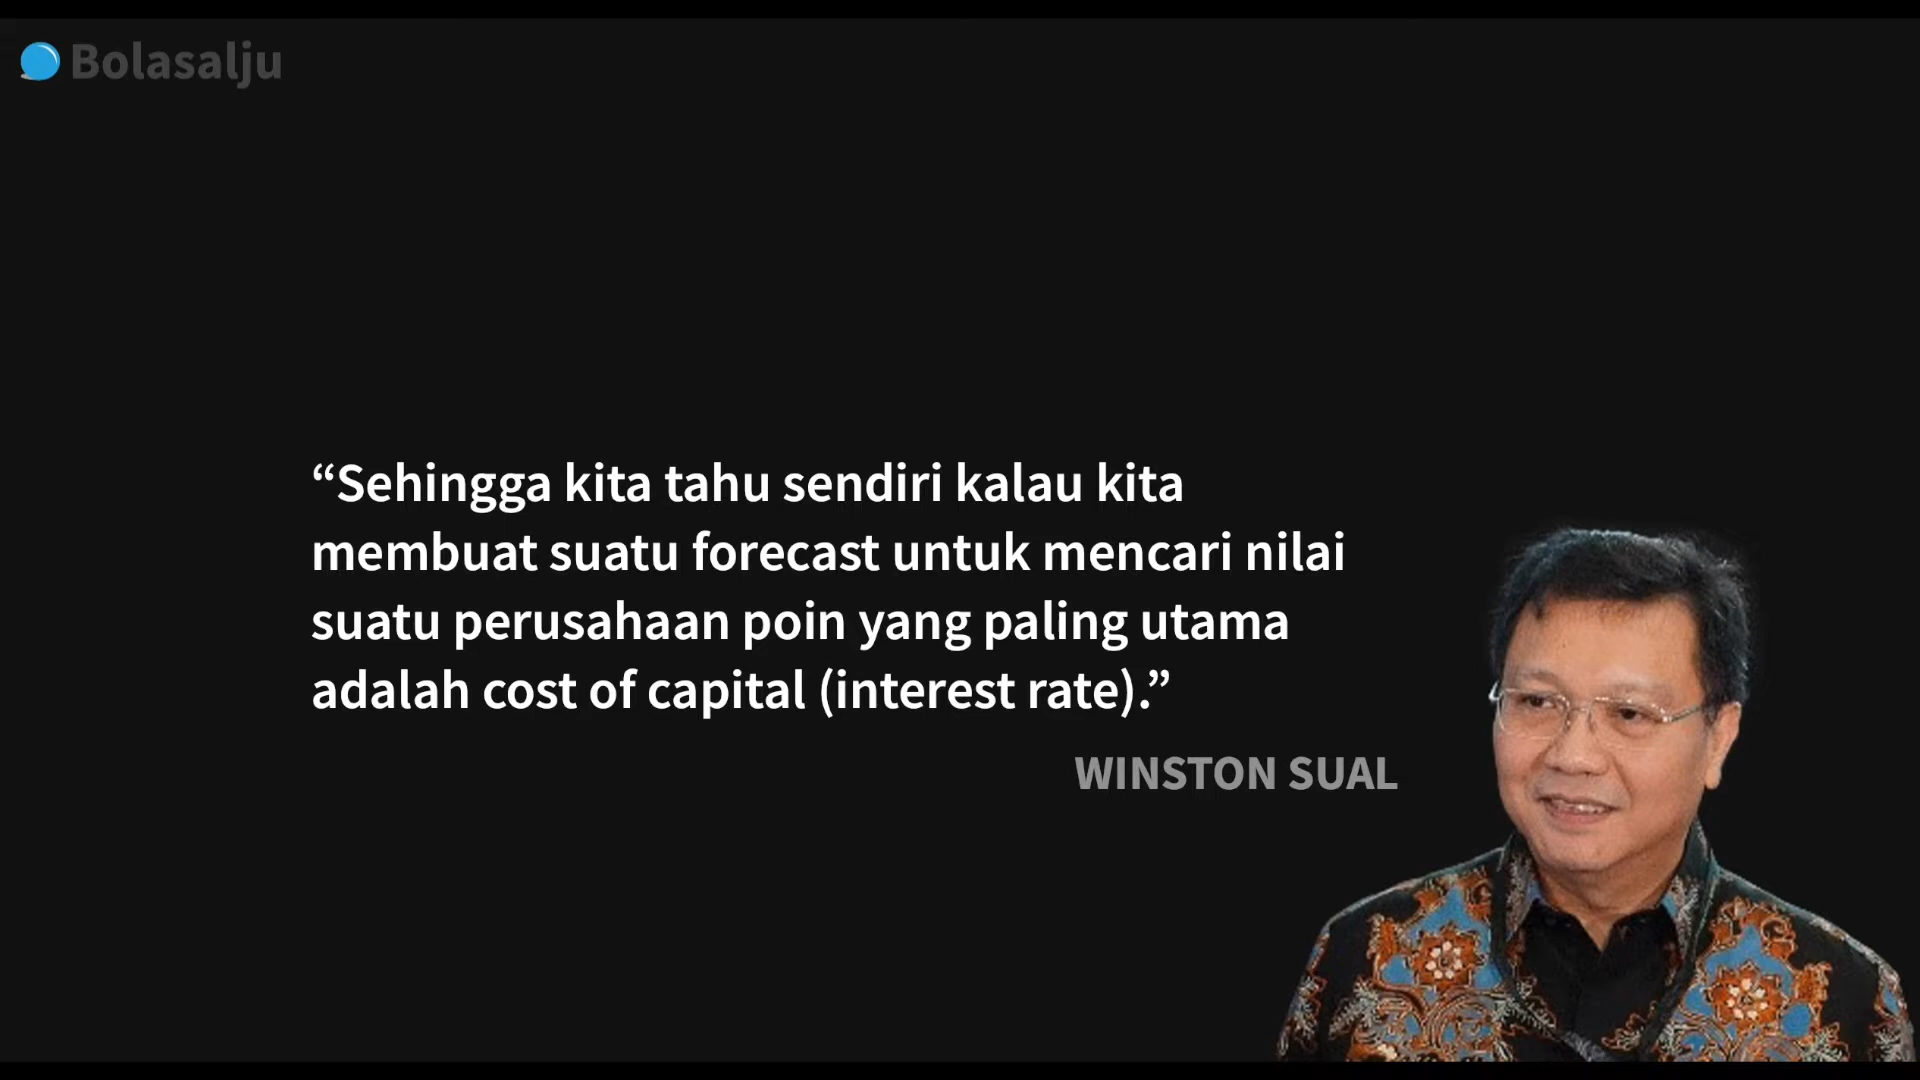 Bolasalju
“Sehingga kita tahu sendiri kalau kita
membuat suatu forecast untuk mencari nilai
suatu perusahaan poin yang paling utama
adalah cost of capital (interest rate).”
WINSTON SUAL